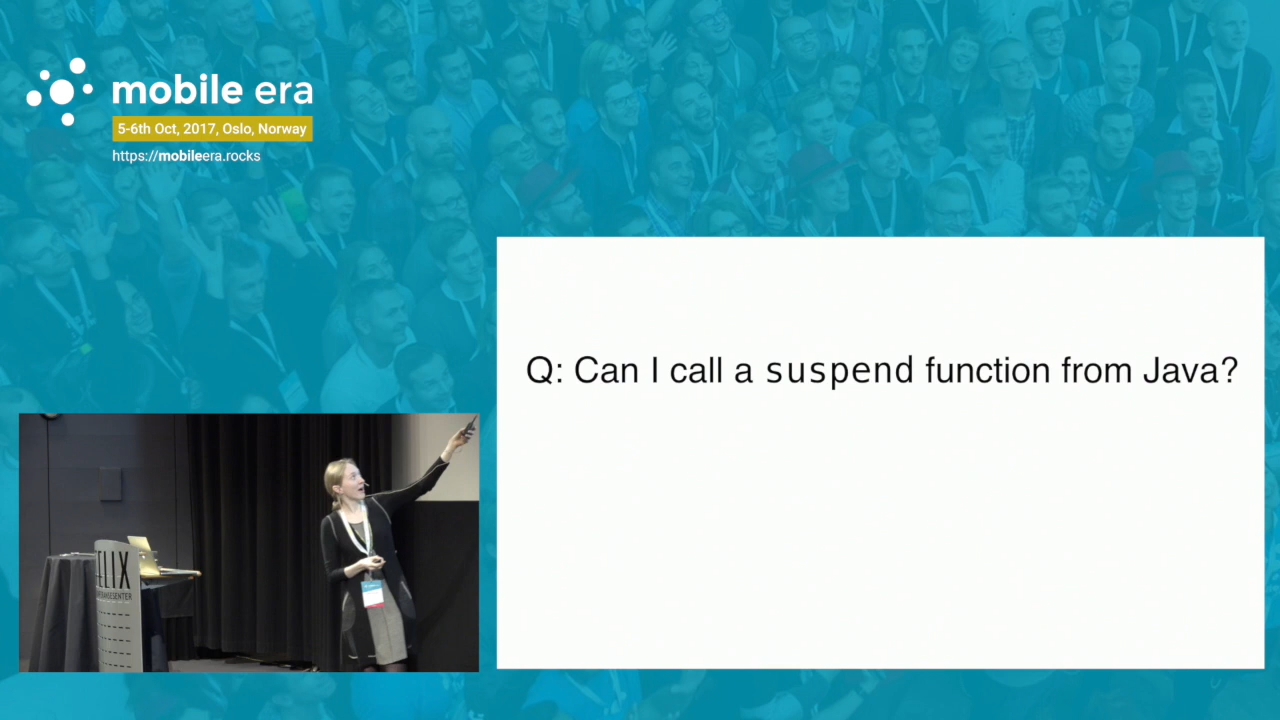 mobile era
5-6th Oct, 2017, Oslo, Norway
https://mobileera.rocks
Q: Can I call a suspend function from Java?
ELIX